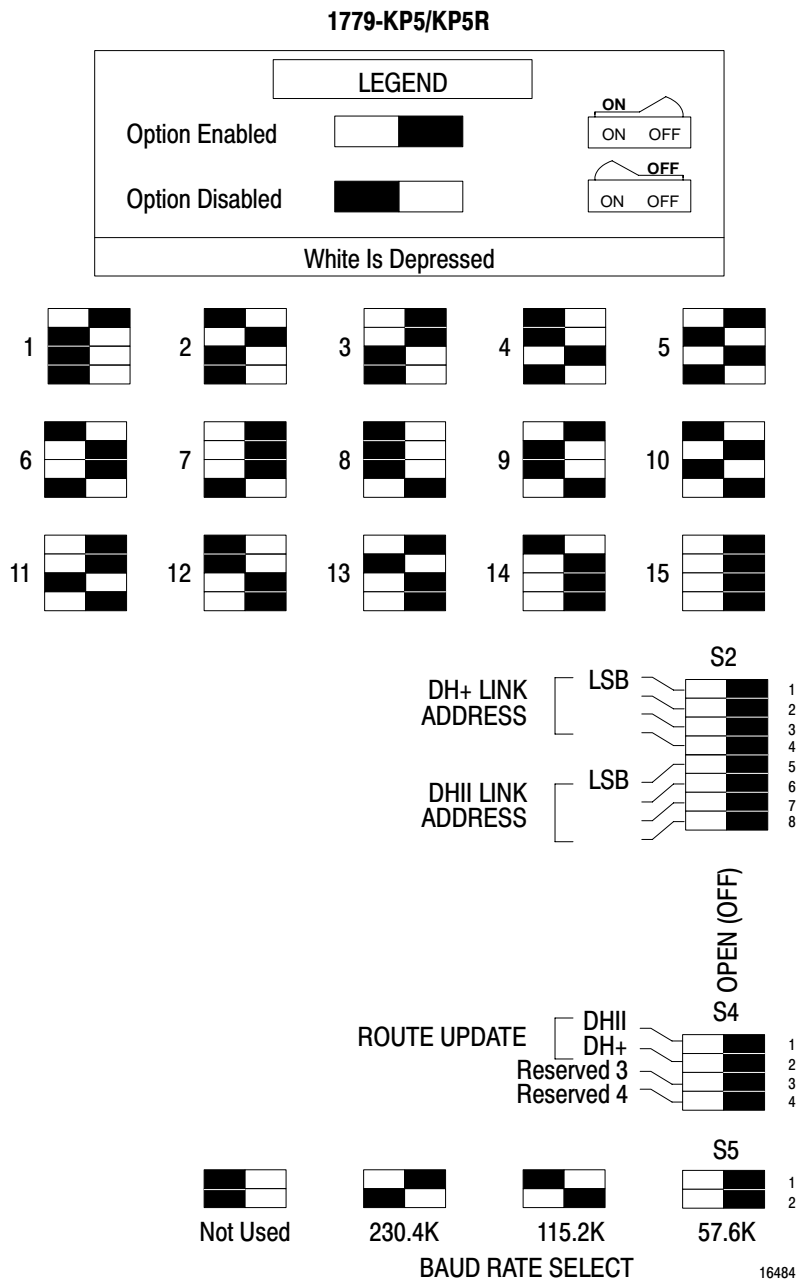 1779-KP5/KP5R
LEGEND
Option Enabled
ON
ON OFF
Option Disabled
OFF
ON OFF
White Is Depressed
1 2 3 4 5
6 7 8 9 10
11 12 13 14 15
S2
DH+ LINK
ADDRESS
LSB
1
2
3
4
DHII LINK
ADDRESS
LSB
5
6
7
8
OPEN (OFF)
S4
ROUTE UPDATE
DHII
DH+
Reserved 3
Reserved 4
1
2
3
4
S5
1
2
Not Used 230.4K 115.2K 57.6K
BAUD RATE SELECT
16484